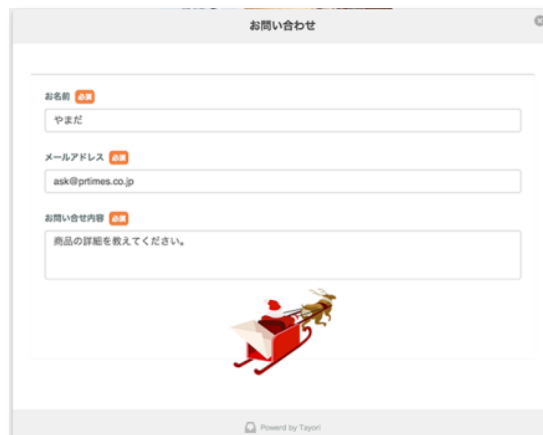 お問い合わせ
お名前 必須
やまだ
メールアドレス 必須
ask@prtimes.co.jp
お問い合せ内容 必須
商品の詳細を教えてください。
Powerd by Tayori